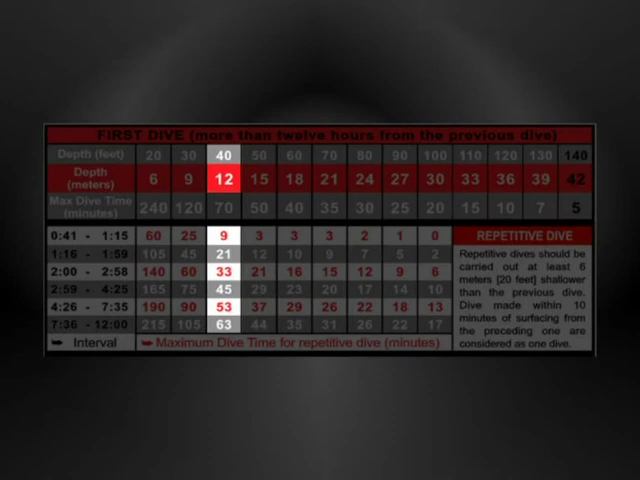 FIRST DIVE (more than twelve hours from the previous dive)
Depth (feet) 20 30 40 50 60 70 80 90 100 110 120 130 140
Depth (meters) 6 9 12 15 18 21 24 27 30 33 36 39 42
Max Dive Time (minutes) 240 120 70 50 40 35 30 25 20 15 10 7 5
0:41 - 1:15 60 25 9 3 3 3 2 1 0
1:16 - 1:59 105 45 21 12 10 9 7 5 2
2:00 - 2:58 140 60 33 21 16 15 12 9 6
2:59 - 4:25 165 75 45 29 23 20 17 14 10
4:26 - 7:35 190 90 53 37 29 26 22 18 13
7:36 - 12:00 215 105 63 44 35 31 26 22 17
Interval Maximum Dive Time for repetitive dive (minutes)
REPETITIVE DIVE
Repetitive dives should be
carried out at least 6
meters [20 feet] shallower
than the previous dive.
Dive made within 10
minutes of surfacing from
the preceding one are
considered as one dive.